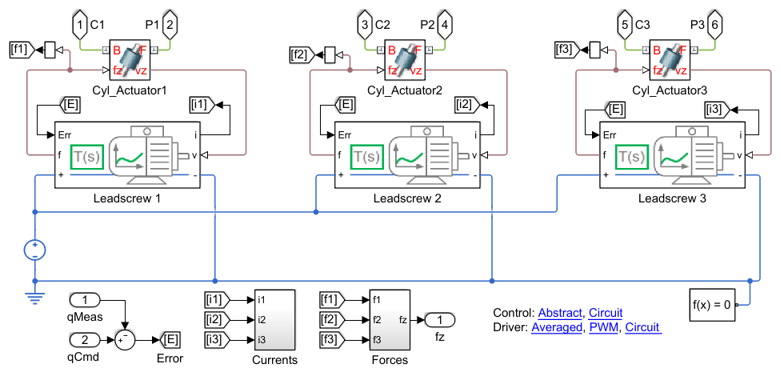 1 C1 P1 2
3 C2 P2 4
5 C3 P3 6
[f1] B F fz vz
[f2] B F fz vz
[f3] B F fz vz
Cyl_Actuator1
Cyl_Actuator2
Cyl_Actuator3
[E] [i1]
[E] [i2]
[E] [i3]
Err i
f T(s) v
+ -
Err i
f T(s) v
+ -
Err i
f T(s) v
+ -
Leadscrew 1
Leadscrew 2
Leadscrew 3
+
-
f(x) = 0
1
qMeas
2
qCmd
+
-
[E]
Error
[i1] i1
[i2] i2
[i3] i3
Currents
[f1] f1
[f2] f2 fz
[f3] f3
Forces
1
fz
Control: Abstract, Circuit
Driver: Averaged, PWM, Circuit